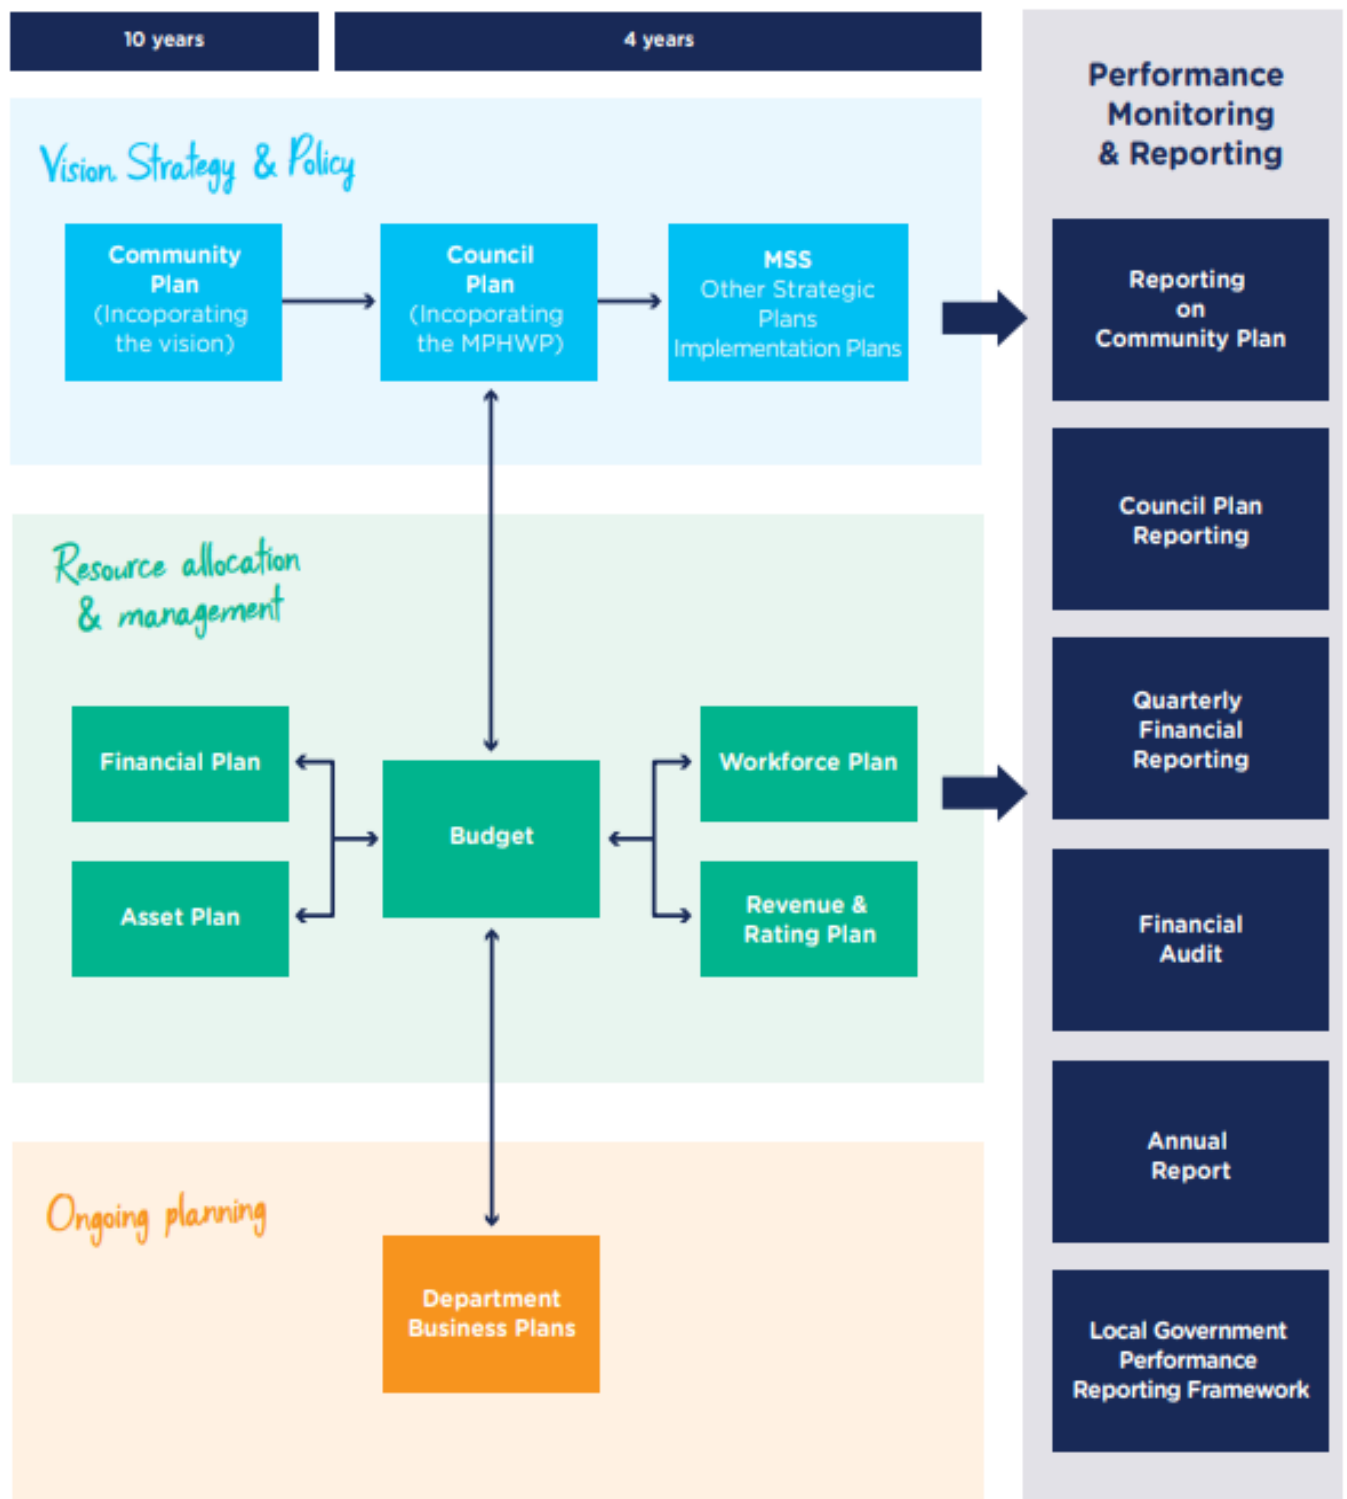 10 years
4 years
Vision Strategy & Policy
Community
Plan
(Incoporating
the vision)
Council
Plan
(Incoporating
the MPHWP)
MSS
Other Strategic
Plans
Implementation Plans
Resource allocation
& management
Financial Plan
Asset Plan
Budget
Workforce Plan
Revenue &
Rating Plan
Ongoing planning
Department
Business Plans
Performance
Monitoring
& Reporting
Reporting
on
Community Plan
Council Plan
Reporting
Quarterly
Financial
Reporting
Financial
Audit
Annual
Report
Local Government
Performance
Reporting Framework